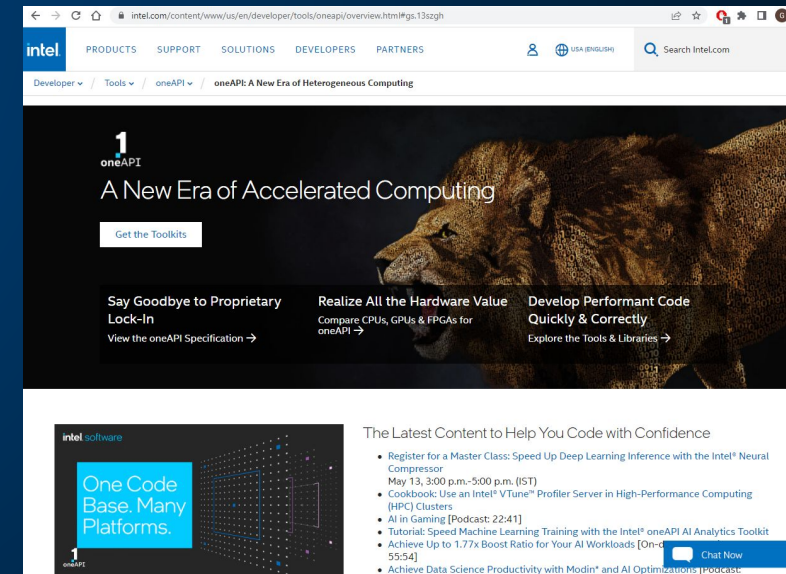 intel.com/content/www/us/en/developer/tools/oneapi/overview.html#gs.13szgh
G
intel.
PRODUCTS SUPPORT SOLUTIONS DEVELOPERS PARTNERS
USA (ENGLISH)
Search Intel.com
Developer / Tools / oneAPI / oneAPI: A New Era of Heterogeneous Computing
1
oneAPI
A New Era of Accelerated Computing
Get the Toolkits
Say Goodbye to Proprietary
Lock-In
View the oneAPI Specification →
Realize All the Hardware Value
Compare CPUs, GPUs & FPGAs for
oneAPI →
Develop Performant Code
Quickly & Correctly
Explore the Tools & Libraries →
intel software
One Code
Base. Many
Platforms.
1
oneAPI
The Latest Content to Help You Code with Confidence
• Register for a Master Class: Speed Up Deep Learning Inference with the Intel® Neural
Compressor
May 13, 3:00 p.m.–5:00 p.m. (IST)
• Cookbook: Use an Intel® VTune™ Profiler Server in High-Performance Computing
(HPC) Clusters
• AI in Gaming [Podcast: 22:41]
• Tutorial: Speed Machine Learning Training with the Intel® oneAPI AI Analytics Toolkit
• Achieve Up to 1.77x Boost Ratio for Your AI Workloads [On-d
55:54]
• Achieve Data Science Productivity with Modin* and AI Optimizations [Podcast:
Chat Now